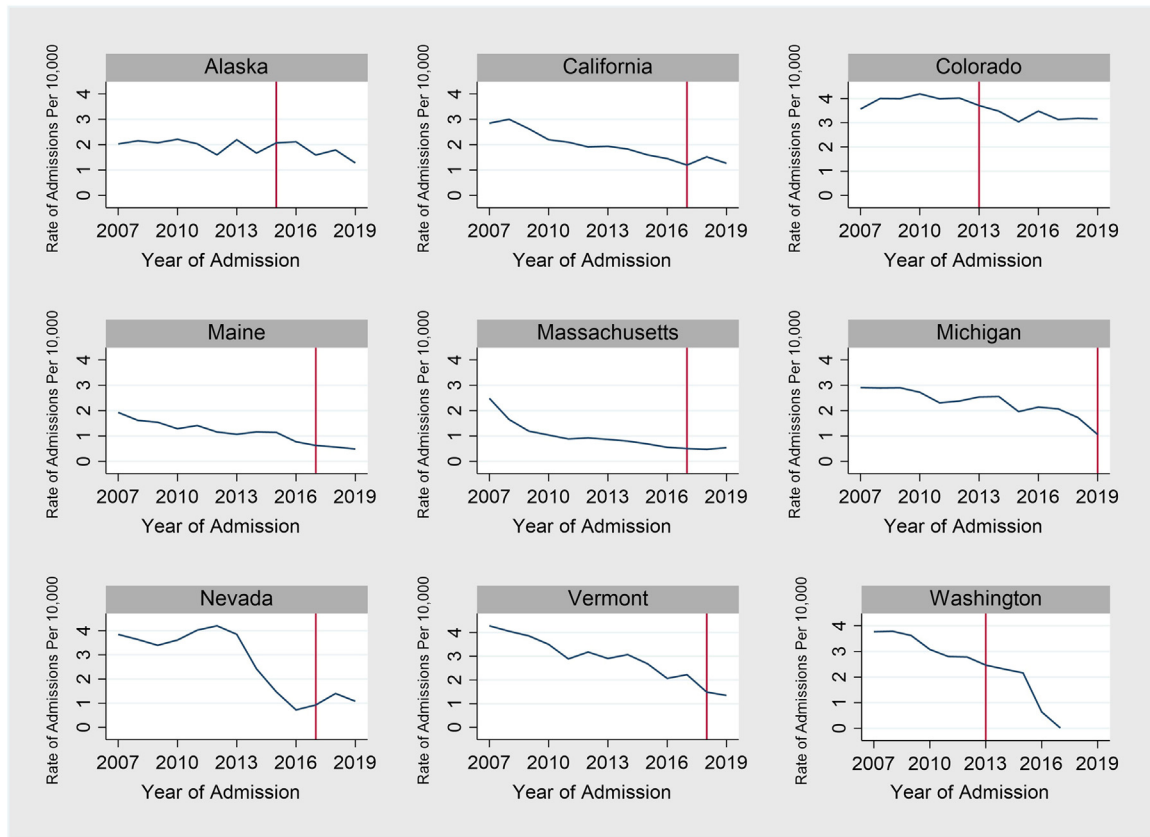 Alaska
Rate of Admissions Per 10,000
4
3
2
1
0
2007 2010 2013 2016 2019
Year of Admission
California
Rate of Admissions Per 10,000
4
3
2
1
0
2007 2010 2013 2016 2019
Year of Admission
Colorado
Rate of Admissions Per 10,000
4
3
2
1
0
2007 2010 2013 2016 2019
Year of Admission
Maine
Rate of Admissions Per 10,000
4
3
2
1
0
2007 2010 2013 2016 2019
Year of Admission
Massachusetts
Rate of Admissions Per 10,000
4
3
2
1
0
2007 2010 2013 2016 2019
Year of Admission
Michigan
Rate of Admissions Per 10,000
4
3
2
1
0
2007 2010 2013 2016 2019
Year of Admission
Nevada
Rate of Admissions Per 10,000
4
3
2
1
0
2007 2010 2013 2016 2019
Year of Admission
Vermont
Rate of Admissions Per 10,000
4
3
2
1
0
2007 2010 2013 2016 2019
Year of Admission
Washington
Rate of Admissions Per 10,000
4
3
2
1
0
2007 2010 2013 2016 2019
Year of Admission